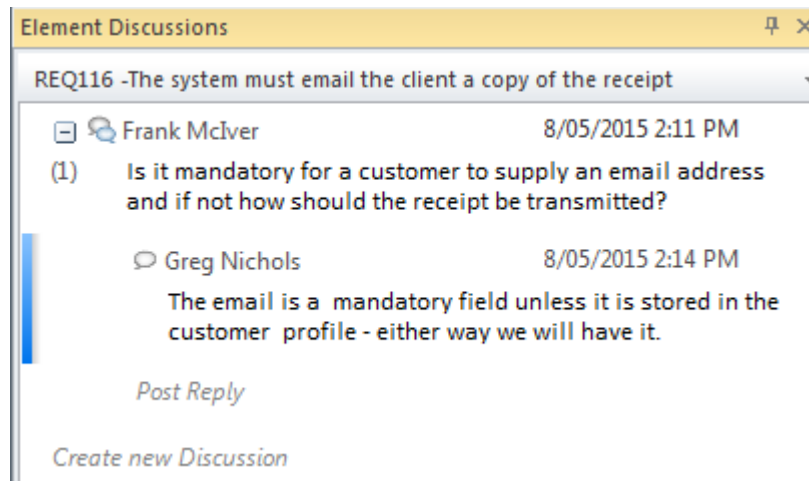 Element Discussions
REQ116 -The system must email the client a copy of the receipt
Frank McIver 8/05/2015 2:11 PM
(1) Is it mandatory for a customer to supply an email address
and if not how should the receipt be transmitted?
Greg Nichols 8/05/2015 2:14 PM
The email is a mandatory field unless it is stored in the
customer profile - either way we will have it.
Post Reply
Create new Discussion